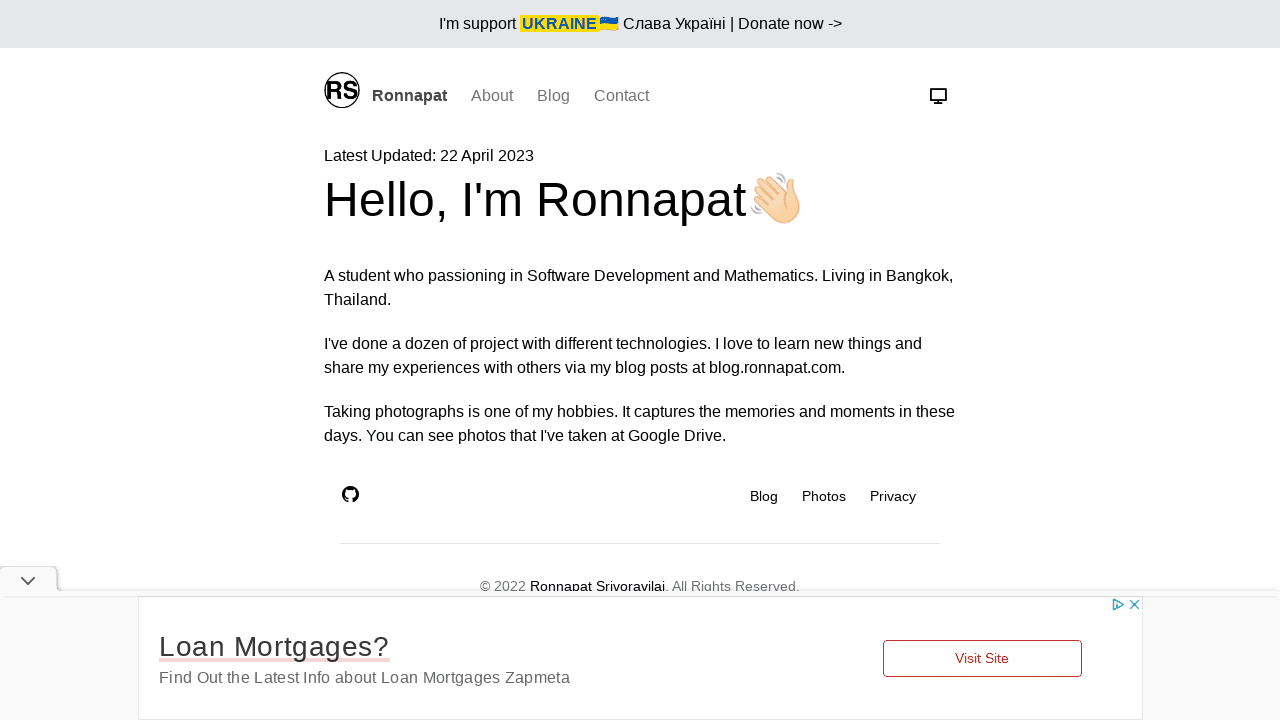 I'm support UKRAINE🇺🇦 Слава Україні | Donate now ->
RS
Ronnapat About Blog Contact
Latest Updated: 22 April 2023
Hello, I'm Ronnapat👋🏻
A student who passioning in Software Development and Mathematics. Living in Bangkok,
Thailand.
I've done a dozen of project with different technologies. I love to learn new things and
share my experiences with others via my blog posts at blog.ronnapat.com.
Taking photographs is one of my hobbies. It captures the memories and moments in these
days. You can see photos that I've taken at Google Drive.
Blog Photos Privacy
© 2022 Ronnapat Srivoravilai. All Rights Reserved.
Loan Mortgages?
Find Out the Latest Info about Loan Mortgages Zapmeta
Visit Site